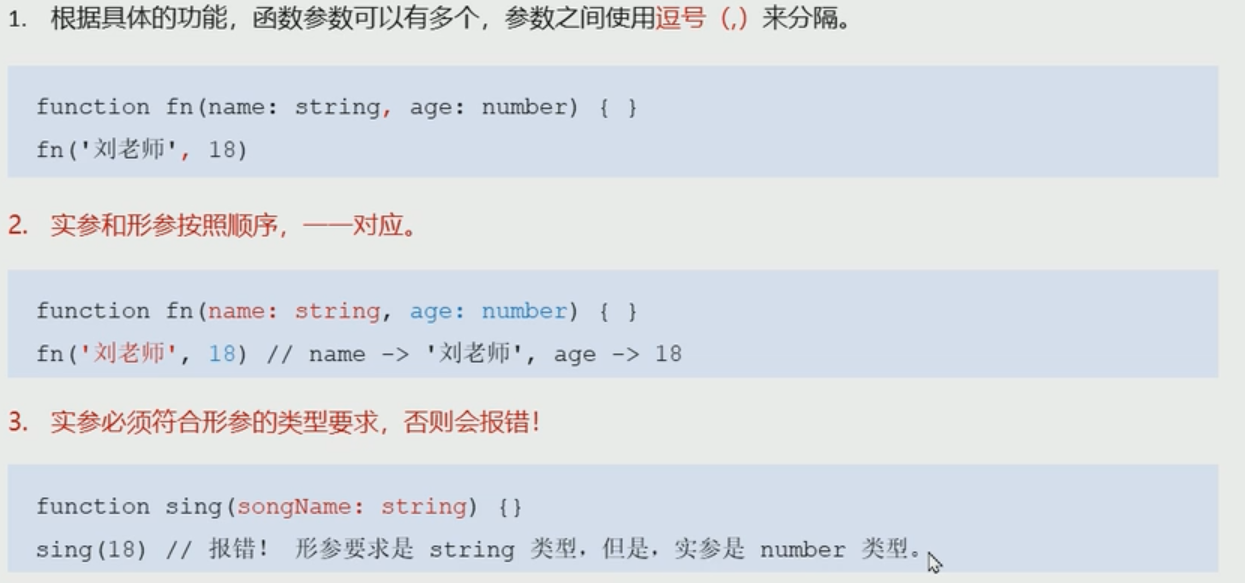 1. 根据具体的功能，函数参数可以有多个，参数之间使用逗号（,）来分隔。
function fn(name: string, age: number) { }
fn('刘老师', 18)
2. 实参和形参按照顺序，一一对应。
function fn(name: string, age: number) { }
fn('刘老师', 18) // name -> '刘老师', age -> 18
3. 实参必须符合形参的类型要求，否则会报错！
function sing(songName: string) {}
sing(18) // 报错！ 形参要求是 string 类型，但是，实参是 number 类型。